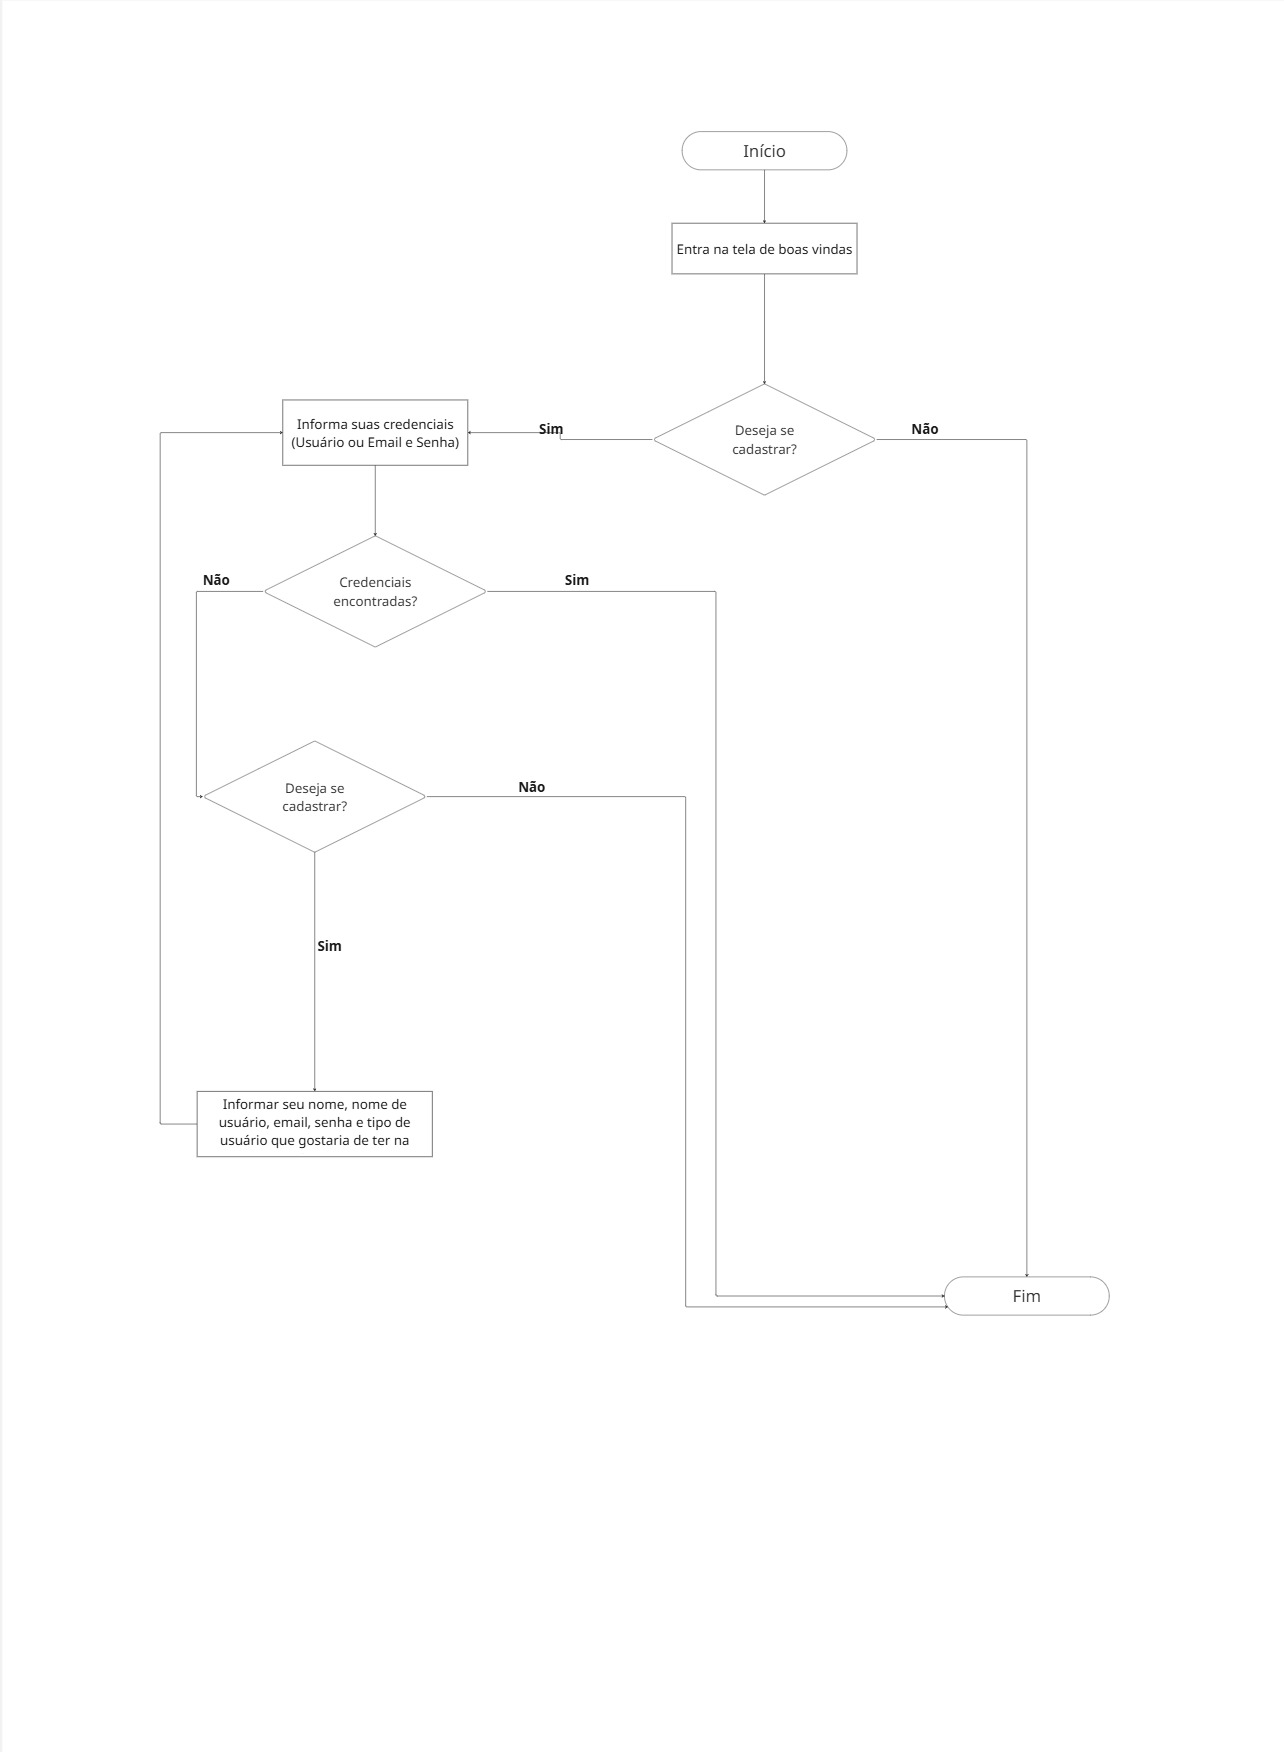 Início
Entra na tela de boas vindas
Deseja se
cadastrar?
Sim
Não
Informa suas credenciais
(Usuário ou Email e Senha)
Credenciais
encontradas?
Não
Sim
Deseja se
cadastrar?
Não
Sim
Informar seu nome, nome de
usuário, email, senha e tipo de
usuário que gostaria de ter na
Fim